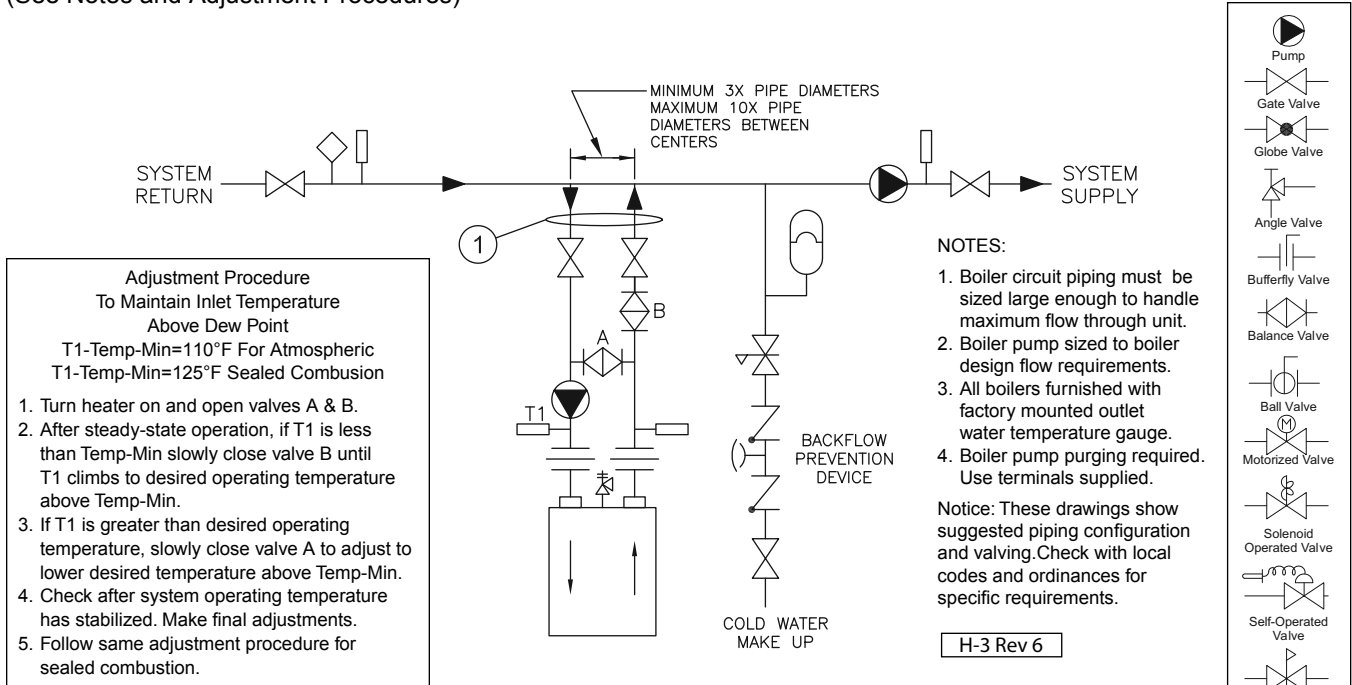 (See Notes and Adjustment Procedures)
MINIMUM 3X PIPE DIAMETERS
MAXIMUM 10X PIPE
DIAMETERS BETWEEN
CENTERS
SYSTEM
RETURN
SYSTEM
SUPPLY
1
B
A
T1
BACKFLOW
PREVENTION
DEVICE
COLD WATER
MAKE UP
Adjustment Procedure
To Maintain Inlet Temperature
Above Dew Point
T1-Temp-Min=110°F For Atmospheric
T1-Temp-Min=125°F Sealed Combusion
1. Turn heater on and open valves A & B.
2. After steady-state operation, if T1 is less
than Temp-Min slowly close valve B until
T1 climbs to desired operating temperature
above Temp-Min.
3. If T1 is greater than desired operating
temperature, slowly close valve A to adjust to
lower desired temperature above Temp-Min.
4. Check after system operating temperature
has stabilized. Make final adjustments.
5. Follow same adjustment procedure for
sealed combustion.
NOTES:
1. Boiler circuit piping must be
sized large enough to handle
maximum flow through unit.
2. Boiler pump sized to boiler
design flow requirements.
3. All boilers furnished with
factory mounted outlet
water temperature gauge.
4. Boiler pump purging required.
Use terminals supplied.
Notice: These drawings show
suggested piping configuration
and valving.Check with local
codes and ordinances for
specific requirements.
H-3 Rev 6
Pump
Gate Valve
Globe Valve
Angle Valve
Bufferfly Valve
Balance Valve
Ball Valve
M
Motorized Valve
Solenoid
Operated Valve
Self-Operated
Valve